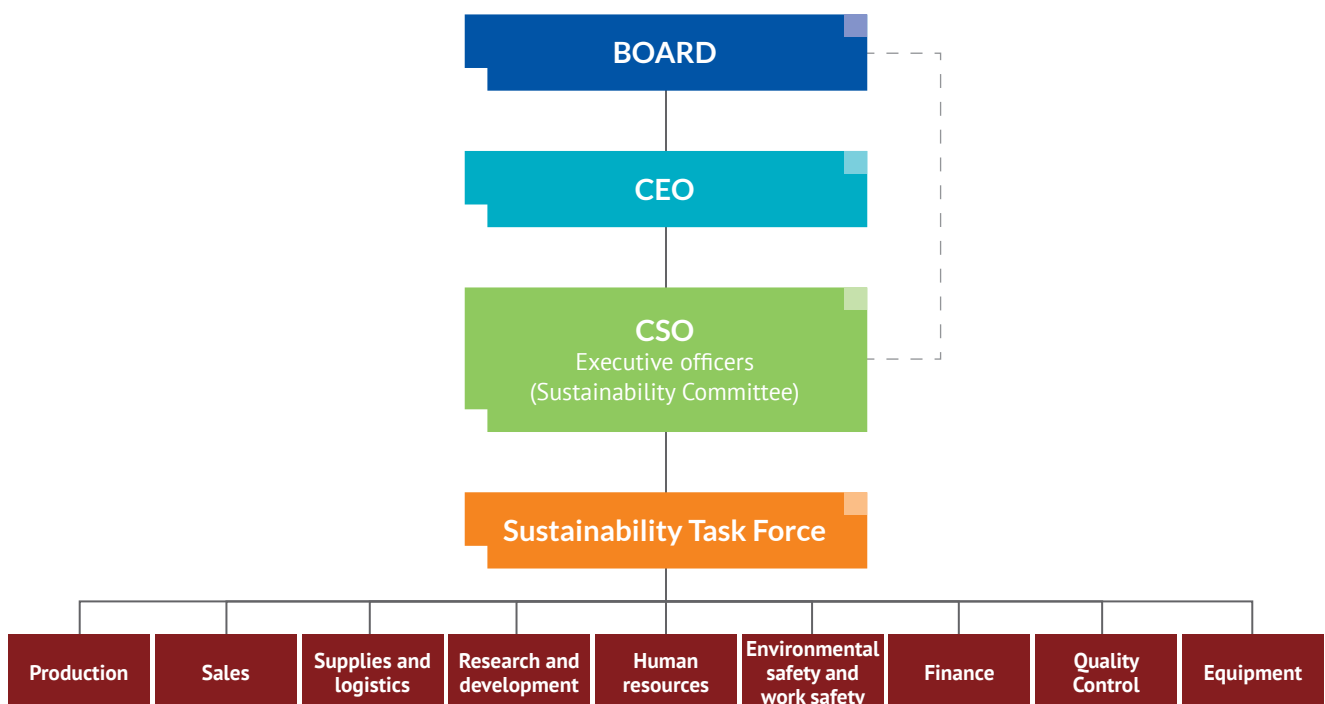 BOARD
CEO
CSO
Executive officers
(Sustainability Committee)
Sustainability Task Force
Production
Sales
Supplies and
logistics
Research and
development
Human
resources
Environmental
safety and
work safety
Finance
Quality
Control
Equipment